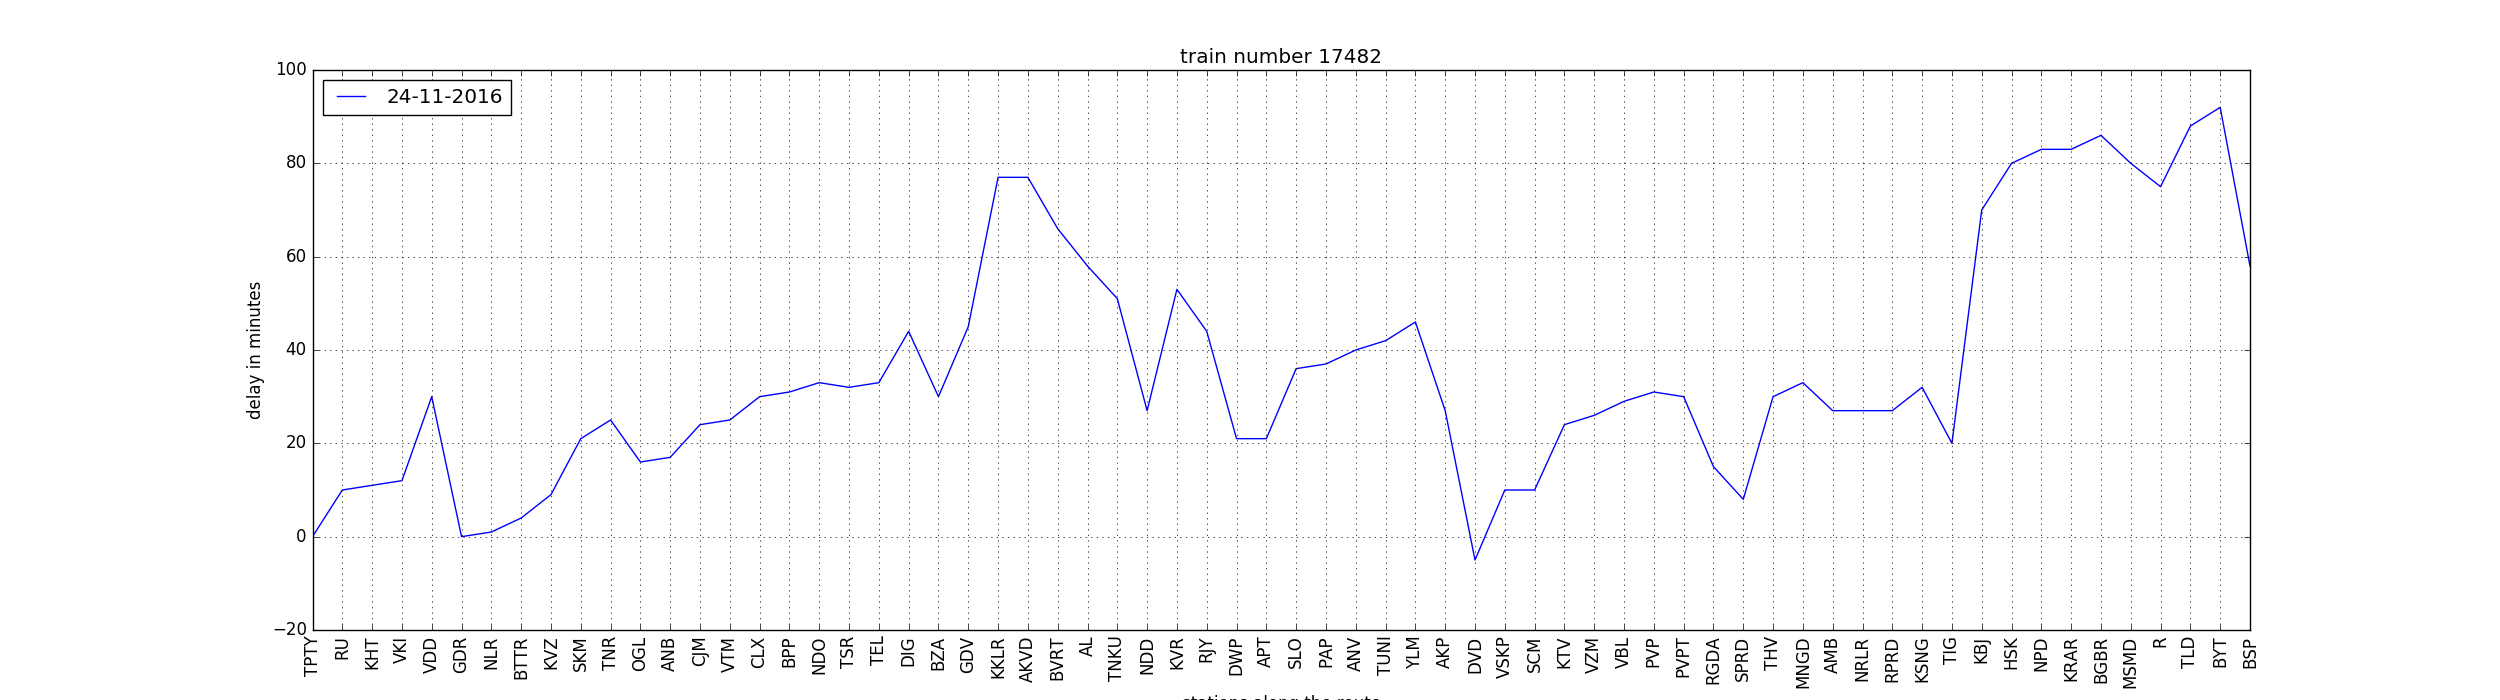 train number 17482
24-11-2016
100
80
60
40
20
0
−20
delay in minutes
TPTY RU KHT VKI VDD GDR NLR BTTR KVZ SKM TNR OGL ANB CJM VTM CLX BPP NDO TSR TEL DIG BZA GDV KKLR AKVD BVRT AL TNKU NDD KVR RJY DWP APT SLO PAP ANV TUNI YLM AKP DVD VSKP SCM KTV VZM VBL PVP PVPT RGDA SPRD THV MNGD AMB NRLR RPRD KSNG TIG KBJ HSK NPD KRAR BGBR MSMD R TLD BYT BSP
stations along the route